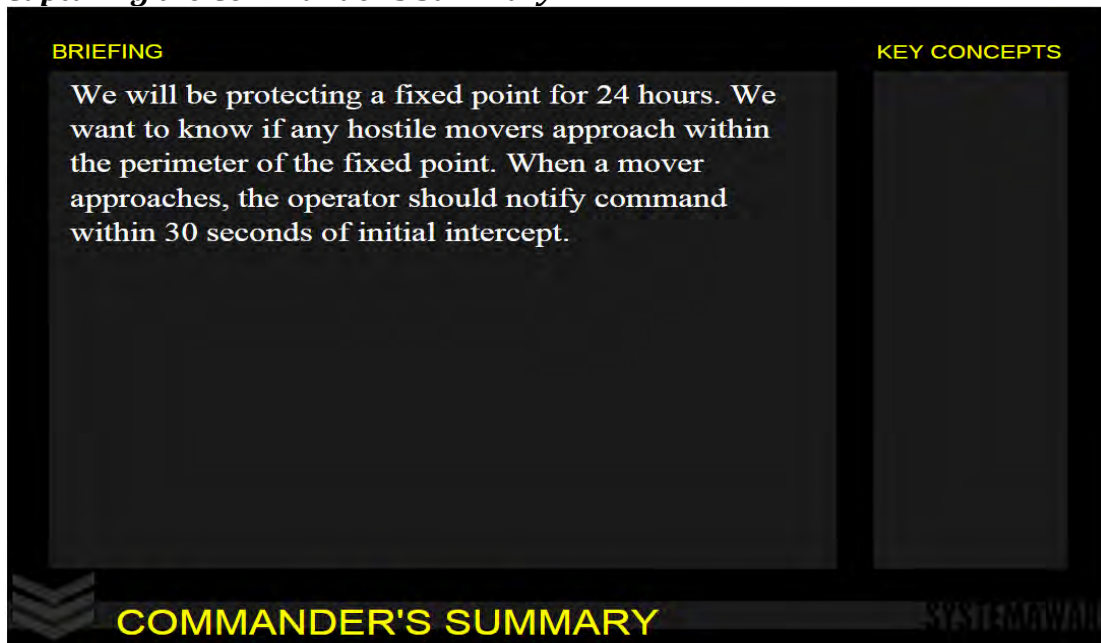 BRIEFING
KEY CONCEPTS
We will be protecting a fixed point for 24 hours. We
want to know if any hostile movers approach within
the perimeter of the fixed point. When a mover
approaches, the operator should notify command
within 30 seconds of initial intercept.
COMMANDER'S SUMMARY